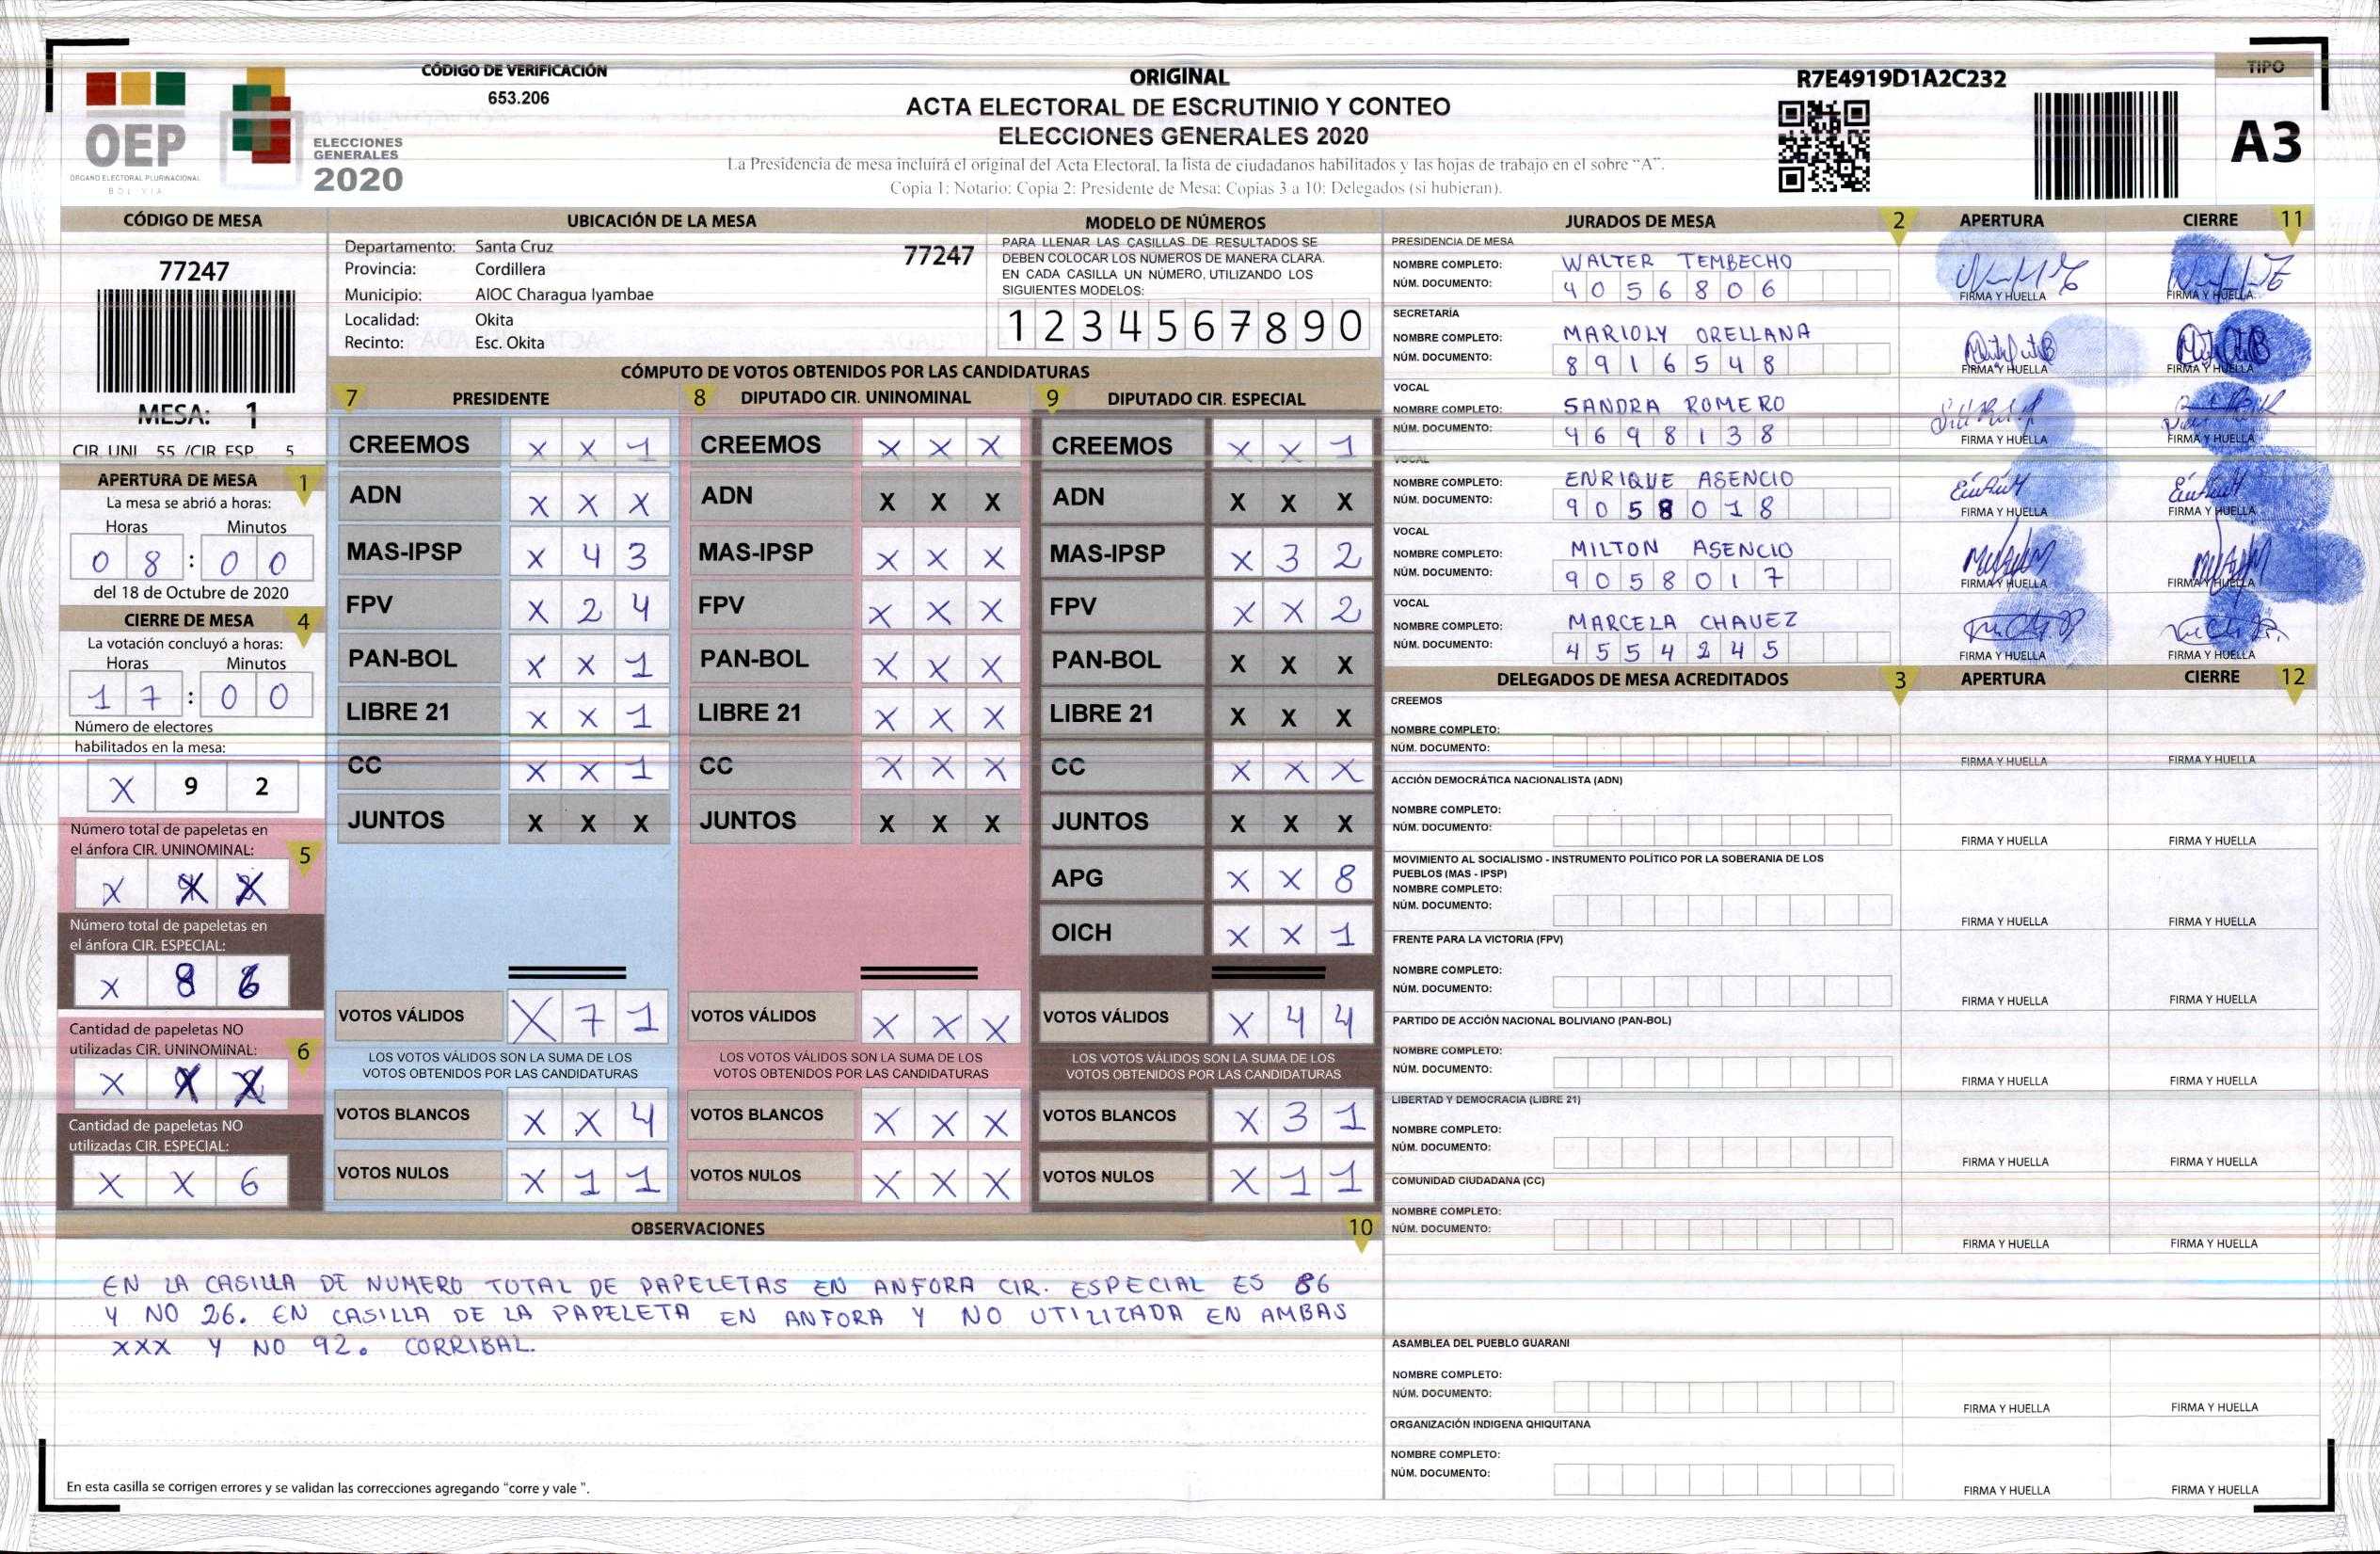 CÓDIGO DE VERIFICACIÓN
653.206
OEP
ÓRGANO ELECTORAL PLURINACIONAL
BOLIVIA
ELECCIONES
GENERALES
2020
ORIGINAL
ACTA ELECTORAL DE ESCRUTINIO Y CONTEO
ELECCIONES GENERALES 2020
La Presidencia de mesa incluirá el original del Acta Electoral, la lista de ciudadanos habilitados y las hojas de trabajo en el sobre "A".
Copia 1: Notario; Copia 2: Presidente de Mesa; Copias 3 a 10: Delegados (si hubieran).
R7E4919D1A2C232
TIPO
A3
CÓDIGO DE MESA
77247
MESA: 1
CIR. UNI. 55 /CIR. ESP. 5
UBICACIÓN DE LA MESA
Departamento: Santa Cruz 77247
Provincia: Cordillera
Municipio: AIOC Charagua Iyambae
Localidad: Okita
Recinto: Esc. Okita
MODELO DE NÚMEROS
PARA LLENAR LAS CASILLAS DE RESULTADOS SE
DEBEN COLOCAR LOS NÚMEROS DE MANERA CLARA.
EN CADA CASILLA UN NÚMERO, UTILIZANDO LOS
SIGUIENTES MODELOS:
1 2 3 4 5 6 7 8 9 0
APERTURA DE MESA 1
La mesa se abrió a horas:
Horas Minutos
0 8 : 0 0
del 18 de Octubre de 2020
CIERRE DE MESA 4
La votación concluyó a horas:
Horas Minutos
1 7 : 0 0
Número de electores
habilitados en la mesa:
X 9 2
Número total de papeletas en
el ánfora CIR. UNINOMINAL: 5
X X X
Número total de papeletas en
el ánfora CIR. ESPECIAL:
X 8 6
Cantidad de papeletas NO
utilizadas CIR. UNINOMINAL: 6
X X X
Cantidad de papeletas NO
utilizadas CIR. ESPECIAL:
X X 6
CÓMPUTO DE VOTOS OBTENIDOS POR LAS CANDIDATURAS
7 PRESIDENTE
CREEMOS X X 1
ADN X X X
MAS-IPSP X 4 3
FPV X 2 4
PAN-BOL X X 1
LIBRE 21 X X 1
CC X X 1
JUNTOS X X X
VOTOS VÁLIDOS X 7 1
LOS VOTOS VÁLIDOS SON LA SUMA DE LOS
VOTOS OBTENIDOS POR LAS CANDIDATURAS
VOTOS BLANCOS X X 4
VOTOS NULOS X 1 1
8 DIPUTADO CIR. UNINOMINAL
CREEMOS X X X
ADN X X X
MAS-IPSP X X X
FPV X X X
PAN-BOL X X X
LIBRE 21 X X X
CC X X X
JUNTOS X X X
VOTOS VÁLIDOS X X X
LOS VOTOS VÁLIDOS SON LA SUMA DE LOS
VOTOS OBTENIDOS POR LAS CANDIDATURAS
VOTOS BLANCOS X X X
VOTOS NULOS X X X
9 DIPUTADO CIR. ESPECIAL
CREEMOS X X 1
ADN X X X
MAS-IPSP X 3 2
FPV X X 2
PAN-BOL X X X
LIBRE 21 X X X
CC X X X
JUNTOS X X X
APG X X 8
OICH X X 1
VOTOS VÁLIDOS X 4 4
LOS VOTOS VÁLIDOS SON LA SUMA DE LOS
VOTOS OBTENIDOS POR LAS CANDIDATURAS
VOTOS BLANCOS X 3 1
VOTOS NULOS X 1 1
OBSERVACIONES 10
EN LA CASILLA DE NUMERO TOTAL DE PAPELETAS EN ANFORA CIR. ESPECIAL ES 86
Y NO 26. EN CASILLA DE LA PAPELETA EN ANFORA Y NO UTILIZADA EN AMBAS
XXX Y NO 92. CORRIBAL.
En esta casilla se corrigen errores y se validan las correcciones agregando "corre y vale ".
JURADOS DE MESA 2 APERTURA CIERRE 11
PRESIDENCIA DE MESA
NOMBRE COMPLETO: WALTER TEMBECHO
NÚM. DOCUMENTO: 4056806
FIRMA Y HUELLA FIRMA Y HUELLA
SECRETARÍA
NOMBRE COMPLETO: MARIOLY ORELLANA
NÚM. DOCUMENTO: 8916548
FIRMA Y HUELLA FIRMA Y HUELLA
VOCAL
NOMBRE COMPLETO: SANDRA ROMERO
NÚM. DOCUMENTO: 4698138
FIRMA Y HUELLA FIRMA Y HUELLA
VOCAL
NOMBRE COMPLETO: ENRIQUE ASENCIO
NÚM. DOCUMENTO: 9058018
FIRMA Y HUELLA FIRMA Y HUELLA
VOCAL
NOMBRE COMPLETO: MILTON ASENCIO
NÚM. DOCUMENTO: 9058017
FIRMA Y HUELLA FIRMA Y HUELLA
VOCAL
NOMBRE COMPLETO: MARCELA CHAVEZ
NÚM. DOCUMENTO: 4554245
FIRMA Y HUELLA FIRMA Y HUELLA
DELEGADOS DE MESA ACREDITADOS 3 APERTURA CIERRE 12
CREEMOS
NOMBRE COMPLETO:
NÚM. DOCUMENTO:
FIRMA Y HUELLA FIRMA Y HUELLA
ACCIÓN DEMOCRÁTICA NACIONALISTA (ADN)
NOMBRE COMPLETO:
NÚM. DOCUMENTO:
FIRMA Y HUELLA FIRMA Y HUELLA
MOVIMIENTO AL SOCIALISMO - INSTRUMENTO POLÍTICO POR LA SOBERANIA DE LOS
PUEBLOS (MAS - IPSP)
NOMBRE COMPLETO:
NÚM. DOCUMENTO:
FIRMA Y HUELLA FIRMA Y HUELLA
FRENTE PARA LA VICTORIA (FPV)
NOMBRE COMPLETO:
NÚM. DOCUMENTO:
FIRMA Y HUELLA FIRMA Y HUELLA
PARTIDO DE ACCIÓN NACIONAL BOLIVIANO (PAN-BOL)
NOMBRE COMPLETO:
NÚM. DOCUMENTO:
FIRMA Y HUELLA FIRMA Y HUELLA
LIBERTAD Y DEMOCRACIA (LIBRE 21)
NOMBRE COMPLETO:
NÚM. DOCUMENTO:
FIRMA Y HUELLA FIRMA Y HUELLA
COMUNIDAD CIUDADANA (CC)
NOMBRE COMPLETO:
NÚM. DOCUMENTO:
FIRMA Y HUELLA FIRMA Y HUELLA
ASAMBLEA DEL PUEBLO GUARANI
NOMBRE COMPLETO:
NÚM. DOCUMENTO:
FIRMA Y HUELLA FIRMA Y HUELLA
ORGANIZACIÓN INDIGENA QHIQUITANA
NOMBRE COMPLETO:
NÚM. DOCUMENTO:
FIRMA Y HUELLA FIRMA Y HUELLA